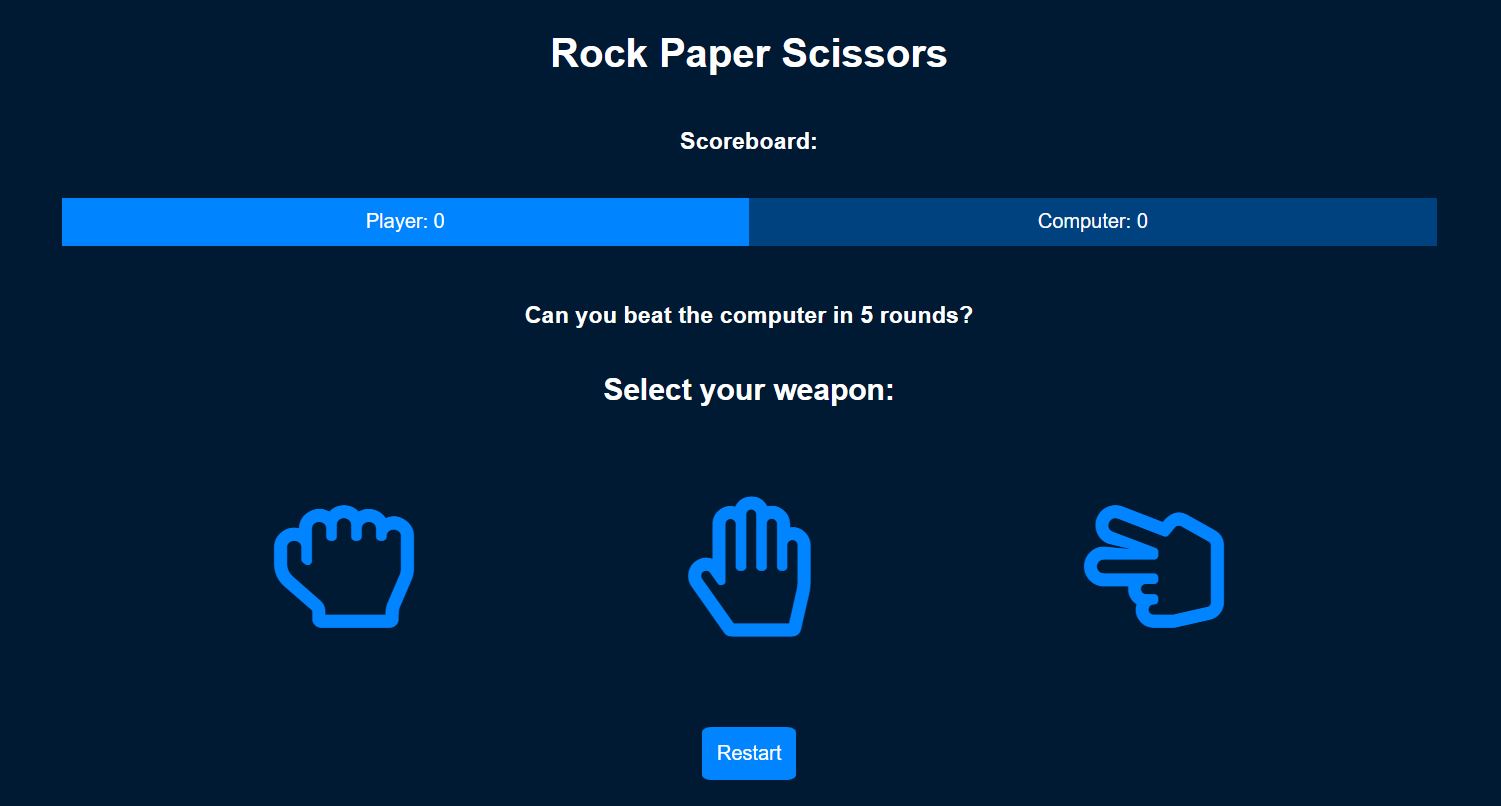 Rock Paper Scissors
Scoreboard:
Player: 0
Computer: 0
Can you beat the computer in 5 rounds?
Select your weapon:
Restart